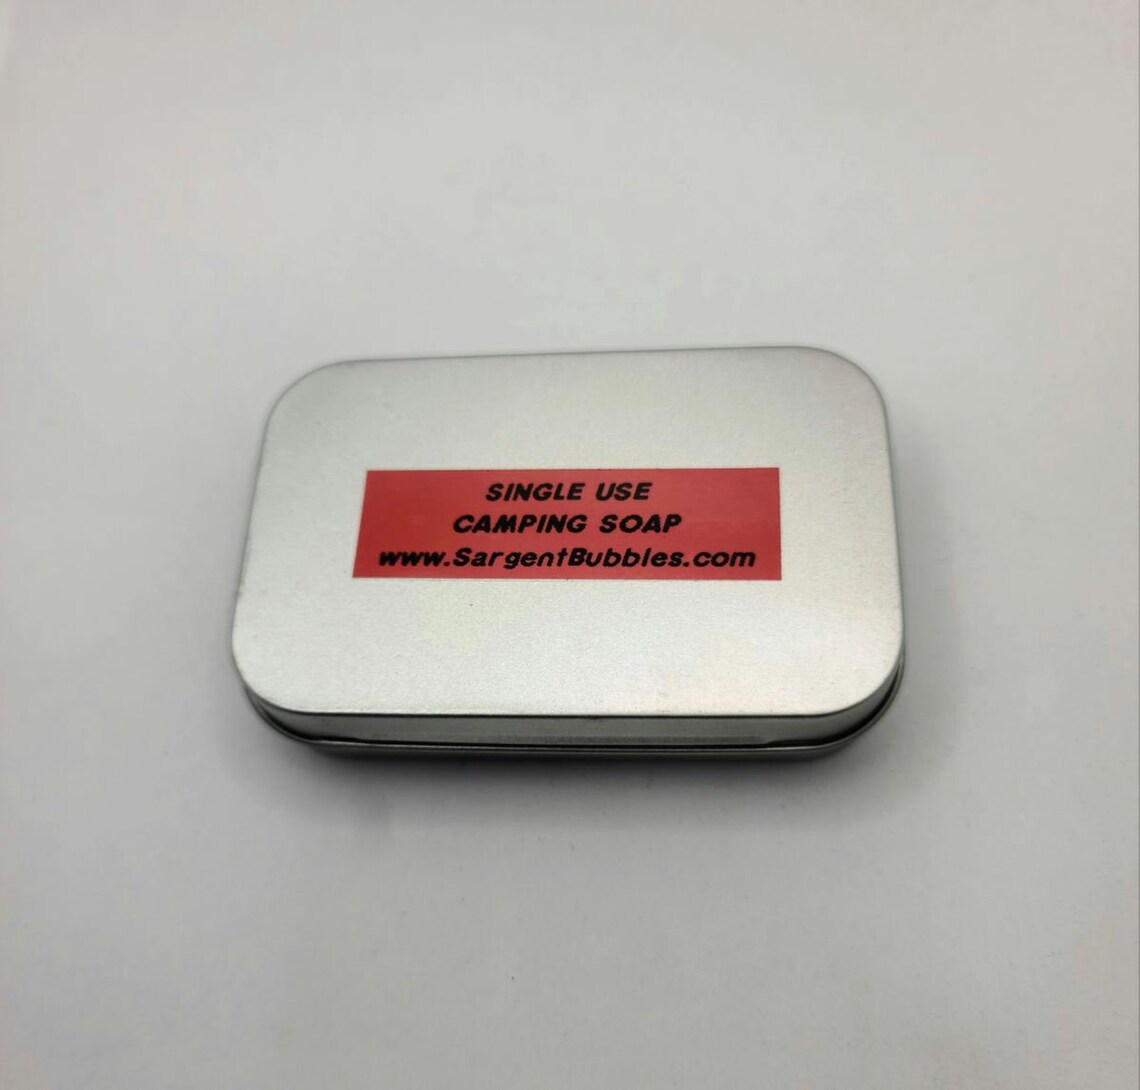 SINGLE USE
CAMPING SOAP
www.SargentBubbles.com